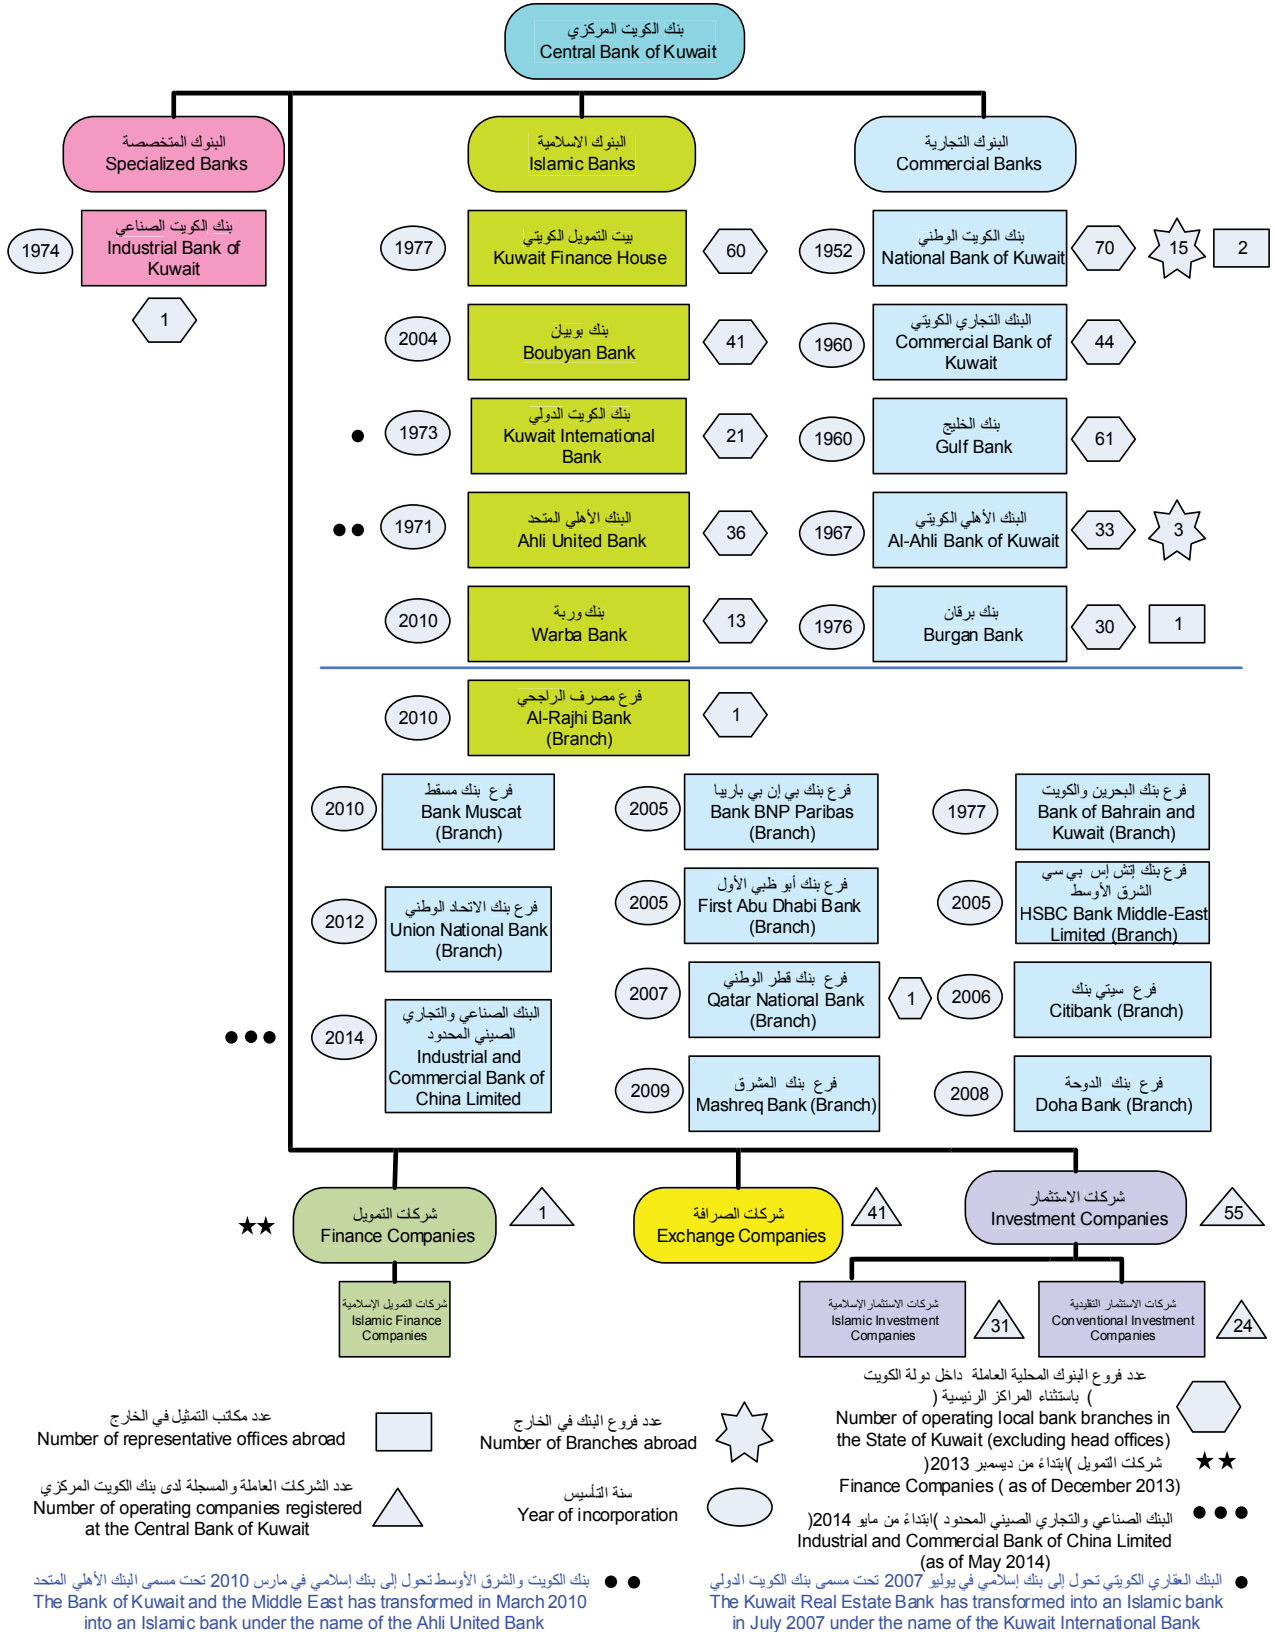 بنك الكويت المركزي
Central Bank of Kuwait
البنوك المتخصصة
Specialized Banks
البنوك الاسلامية
Islamic Banks
البنوك التجارية
Commercial Banks
1974
بنك الكويت الصناعي
Industrial Bank of
Kuwait
1
1977
بيت التمويل الكويتي
Kuwait Finance House
60
1952
بنك الكويت الوطني
National Bank of Kuwait
70
15
2
2004
بنك بوبيان
Boubyan Bank
41
1960
البنك التجاري الكويتي
Commercial Bank of
Kuwait
44
●
1973
بنك الكويت الدولي
Kuwait International
Bank
21
1960
بنك الخليج
Gulf Bank
61
●●
1971
البنك الأهلي المتحد
Ahli United Bank
36
1967
البنك الأهلي الكويتي
Al-Ahli Bank of Kuwait
33
3
2010
بنك وربة
Warba Bank
13
1976
بنك برقان
Burgan Bank
30
1
2010
فرع مصرف الراجحي
Al-Rajhi Bank
(Branch)
1
2010
فرع بنك مسقط
Bank Muscat
(Branch)
2005
فرع بنك بي إن بي باريبا
Bank BNP Paribas
(Branch)
1977
فرع بنك البحرين والكويت
Bank of Bahrain and
Kuwait (Branch)
2012
فرع بنك الاتحاد الوطني
Union National Bank
(Branch)
2005
فرع بنك أبو ظبي الأول
First Abu Dhabi Bank
(Branch)
2005
فرع بنك إتش إس بي سي
الشرق الأوسط
HSBC Bank Middle-East
Limited (Branch)
2007
فرع بنك قطر الوطني
Qatar National Bank
(Branch)
1
2006
فرع سيتي بنك
Citibank (Branch)
●●●
2014
البنك الصناعي والتجاري
الصيني المحدود
Industrial and
Commercial Bank of
China Limited
2009
فرع بنك المشرق
Mashreq Bank (Branch)
2008
فرع بنك الدوحة
Doha Bank (Branch)
★★
شركات التمويل
Finance Companies
1
شركات الصرافة
Exchange Companies
41
شركات الاستثمار
Investment Companies
55
شركات التمويل الإسلامية
Islamic Finance
Companies
شركات الاستثمار الإسلامية
Islamic Investment
Companies
31
شركات الاستثمار التقليدية
Conventional Investment
Companies
24
عدد مكاتب التمثيل في الخارج
Number of representative offices abroad
عدد فروع البنك في الخارج
Number of Branches abroad
عدد فروع البنوك المحلية العاملة داخل دولة الكويت
) باستثناء المراكز الرئيسية (
Number of operating local bank branches in
the State of Kuwait (excluding head offices)
عدد الشركات العاملة والمسجلة لدى بنك الكويت المركزي
Number of operating companies registered
at the Central Bank of Kuwait
سنة التأسيس
Year of incorporation
★★ شركات التمويل )ابتداءً من ديسمبر 2013(
Finance Companies ( as of December 2013)
●●● البنك الصناعي والتجاري الصيني المحدود )ابتداءً من مايو 2014(
Industrial and Commercial Bank of China Limited
(as of May 2014)
●● بنك الكويت والشرق الأوسط تحول إلى بنك إسلامي في مارس 2010 تحت مسمى البنك الأهلي المتحد
The Bank of Kuwait and the Middle East has transformed in March 2010
into an Islamic bank under the name of the Ahli United Bank
● البنك العقاري الكويتي تحول إلى بنك إسلامي في يوليو 2007 تحت مسمى بنك الكويت الدولي
The Kuwait Real Estate Bank has transformed into an Islamic bank
in July 2007 under the name of the Kuwait International Bank